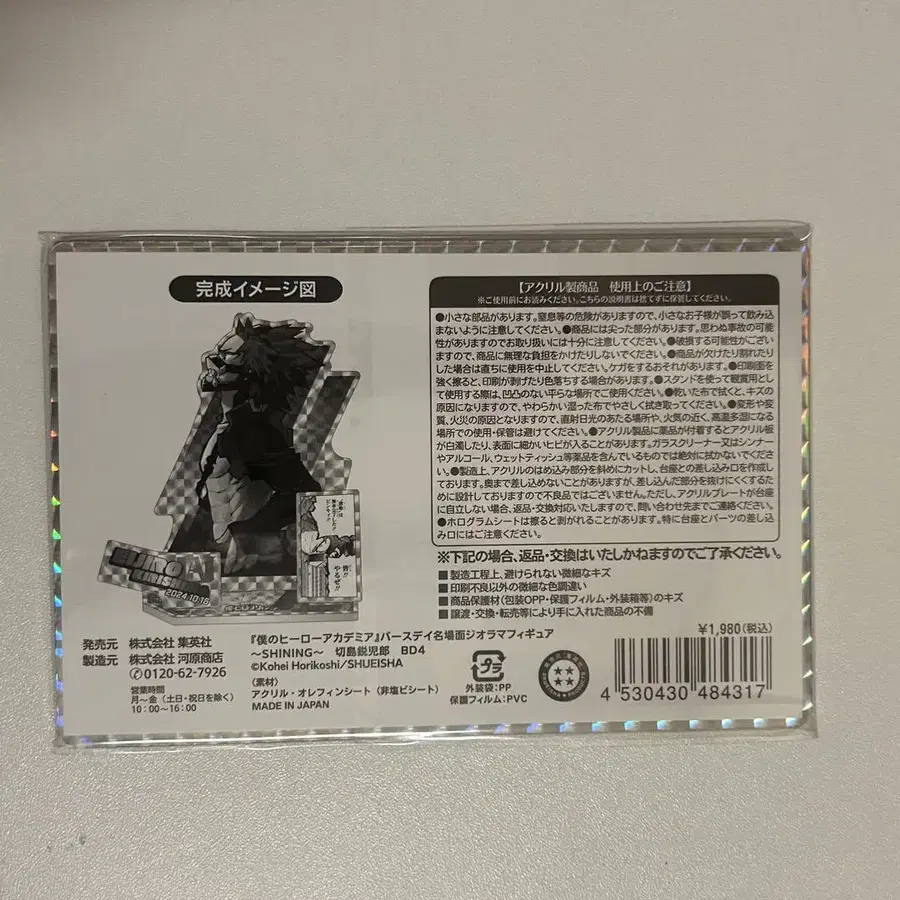 完成イメージ図
EIJIRO
KIRISHIMA
2024.10.16
【アクリル製商品 使用上のご注意】
※ご使用前にお読みください。こちらの説明書は捨てずに保管してください。
●小さな部品があります。窒息等の危険がありますので、小さなお子様が誤って飲み込
まないように注意してください。●商品には尖った部分があります。思わぬ事故の可能
性がありますのでお取り扱いには十分に注意してください。●破損する可能性がござい
ますので、商品に無理な負担をかけたりしないでください。●商品が欠けたり割れたり
した場合は直ちに使用を中止してください。ケガをするおそれがあります。●印刷面を
強く擦ると、印刷が剥げたり色落ちする場合があります。●スタンドを使って観賞用とし
て使用する際は、凹凸のない平らな場所でご使用ください。●乾いた布で拭くと、キズの
原因になりますので、やわらかい湿った布でやさしく拭き取ってください。●変形や変
質、火災の原因となりますので、直射日光のあたる場所や、火気の近く、高温多湿になる
場所での使用・保管は避けてください。●アクリル製品に薬品が付着するとアクリル板
が白濁したり、表面に細かいヒビが入ることがあります。ガラスクリーナー又はシンナー
やアルコール、ウェットティッシュ等薬品を含んでいるものでは絶対に拭かないでくださ
い。●製造上、アクリルのはめ込み部分を斜めにカットし、台座との差し込み口を作成し
ております。奥まで差し込めないことがありますが、差し込んだ部分を抜けにくくするた
めに設計しておりますので不良品ではございません。ただし、アクリルプレートが台座
に自立しない場合、返品・交換対応いたしますので、問い合わせ先までご連絡ください。
●ホログラムシートは擦ると剥がれることがあります。特に台座とパーツの差し込み
口にはご注意ください。
※下記の場合、返品・交換はいたしかねますのでご了承ください。
■製造工程上、避けられない微細なキズ
■印刷不良以外の微細な色調違い
■商品保護材(包装OPP・保護フィルム・外装箱等)のキズ
■譲渡・交換・転売等により手に入れた商品の不備
発売元 株式会社 集英社
製造元 株式会社 河原商店
✆0120-62-7926
営業時間
月〜金(土日・祝日を除く)
10:00〜16:00
『僕のヒーローアカデミア』バースデイ名場面ジオラマフィギュア
〜SHINING〜 切島鋭児郎 BD4
©Kohei Horikoshi/SHUEISHA
〈素材〉
アクリル・オレフィンシート(非塩ビシート)
MADE IN JAPAN
プラ
外装袋:PP
保護フィルム:PVC
¥1,980(税込)
4 530430 484317